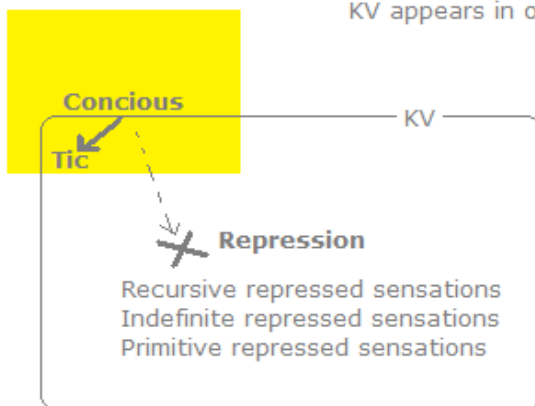 KV appears in o
Concious
KV
Tic
Repression
Recursive repressed sensations
Indefinite repressed sensations
Primitive repressed sensations